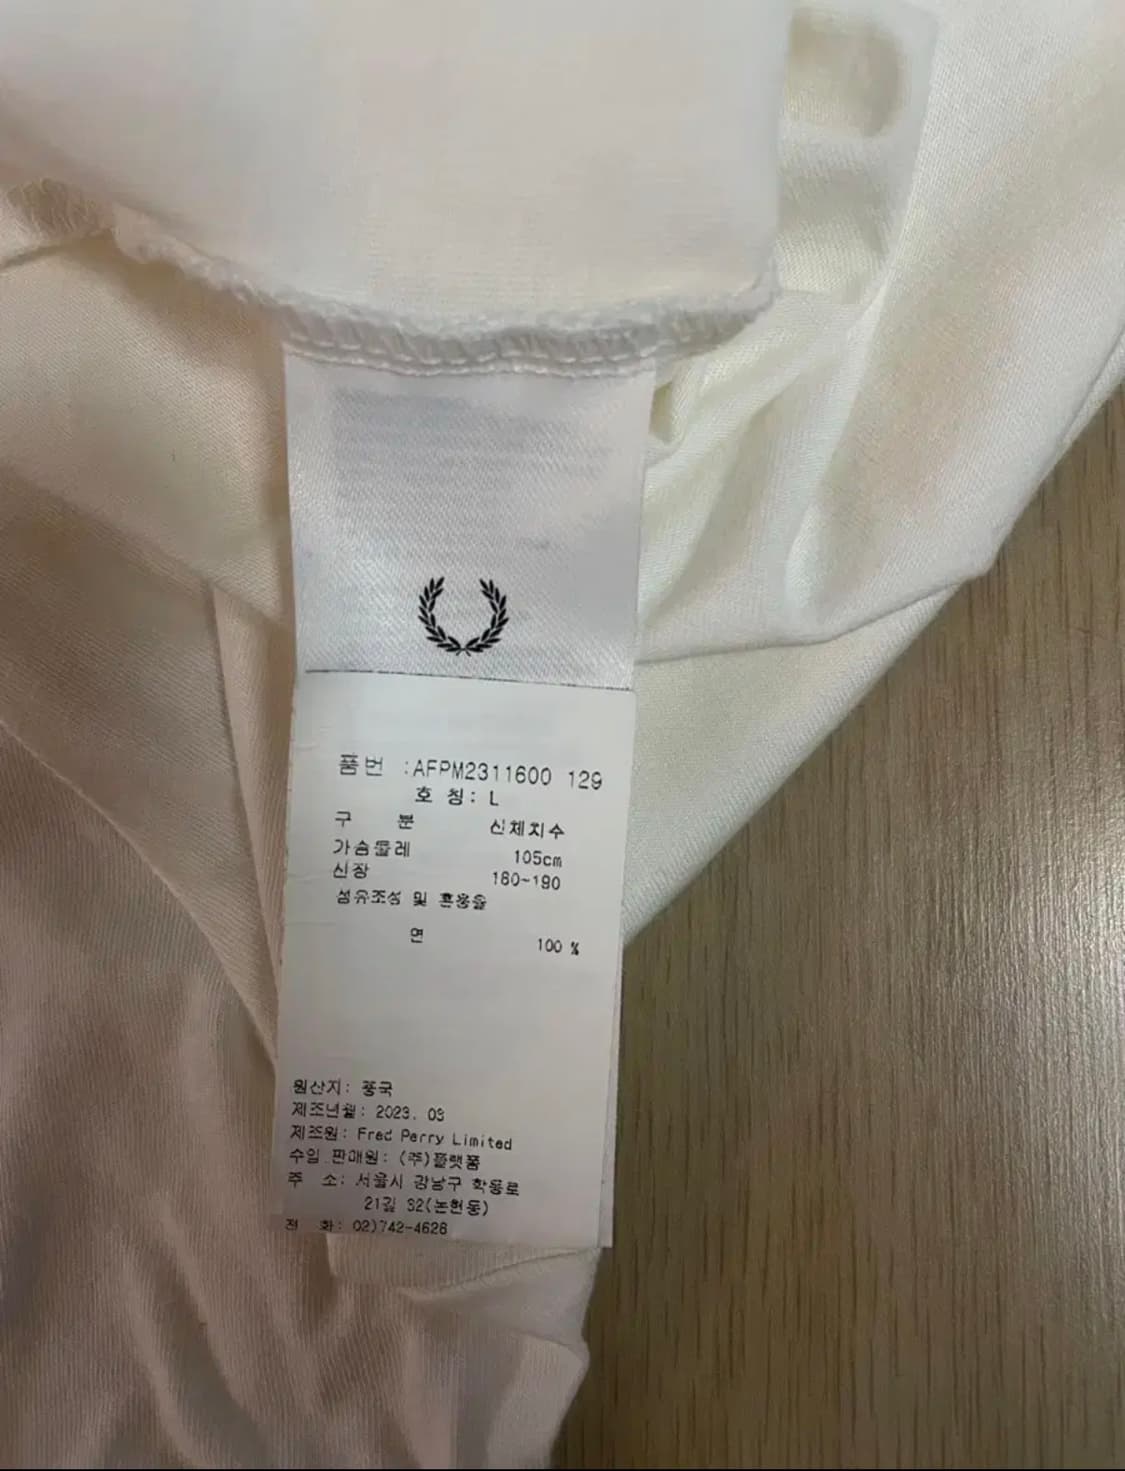 품번 :AFPM2311600 129
호 칭: L
구 분 신체치수
가슴둘레 105cm
신장 180~190
섬유조성 및 혼용율
면 100 %
원산지: 중국
제조년월: 2023. 03
제조원: Fred Perry Limited
수입 판매원: (주)플랫폼
주 소: 서울시 강남구 학동로
21길 32(논현동)
전 화: 02)742-4628